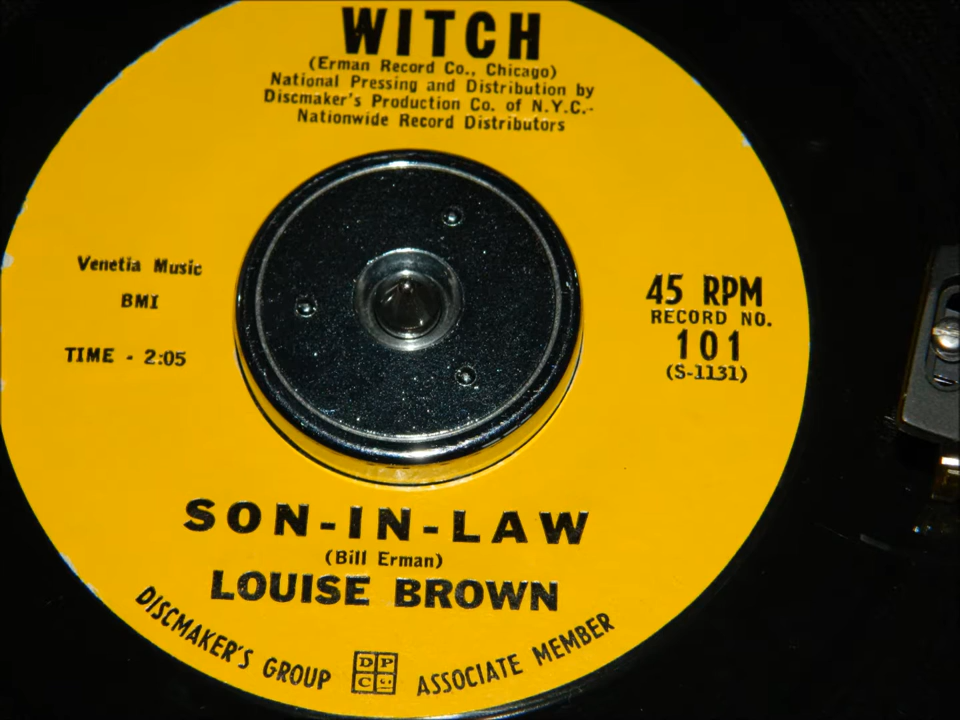 WITCH
(Erman Record Co., Chicago)
National Pressing and Distribution by
Discmaker's Production Co. of N.Y.C.-
Nationwide Record Distributors
Venetia Music
BMI
TIME - 2:05
45 RPM
RECORD NO.
101
(S-1131)
SON-IN-LAW
(Bill Erman)
LOUISE BROWN
DISCMAKER'S GROUP DPC ASSOCIATE MEMBER